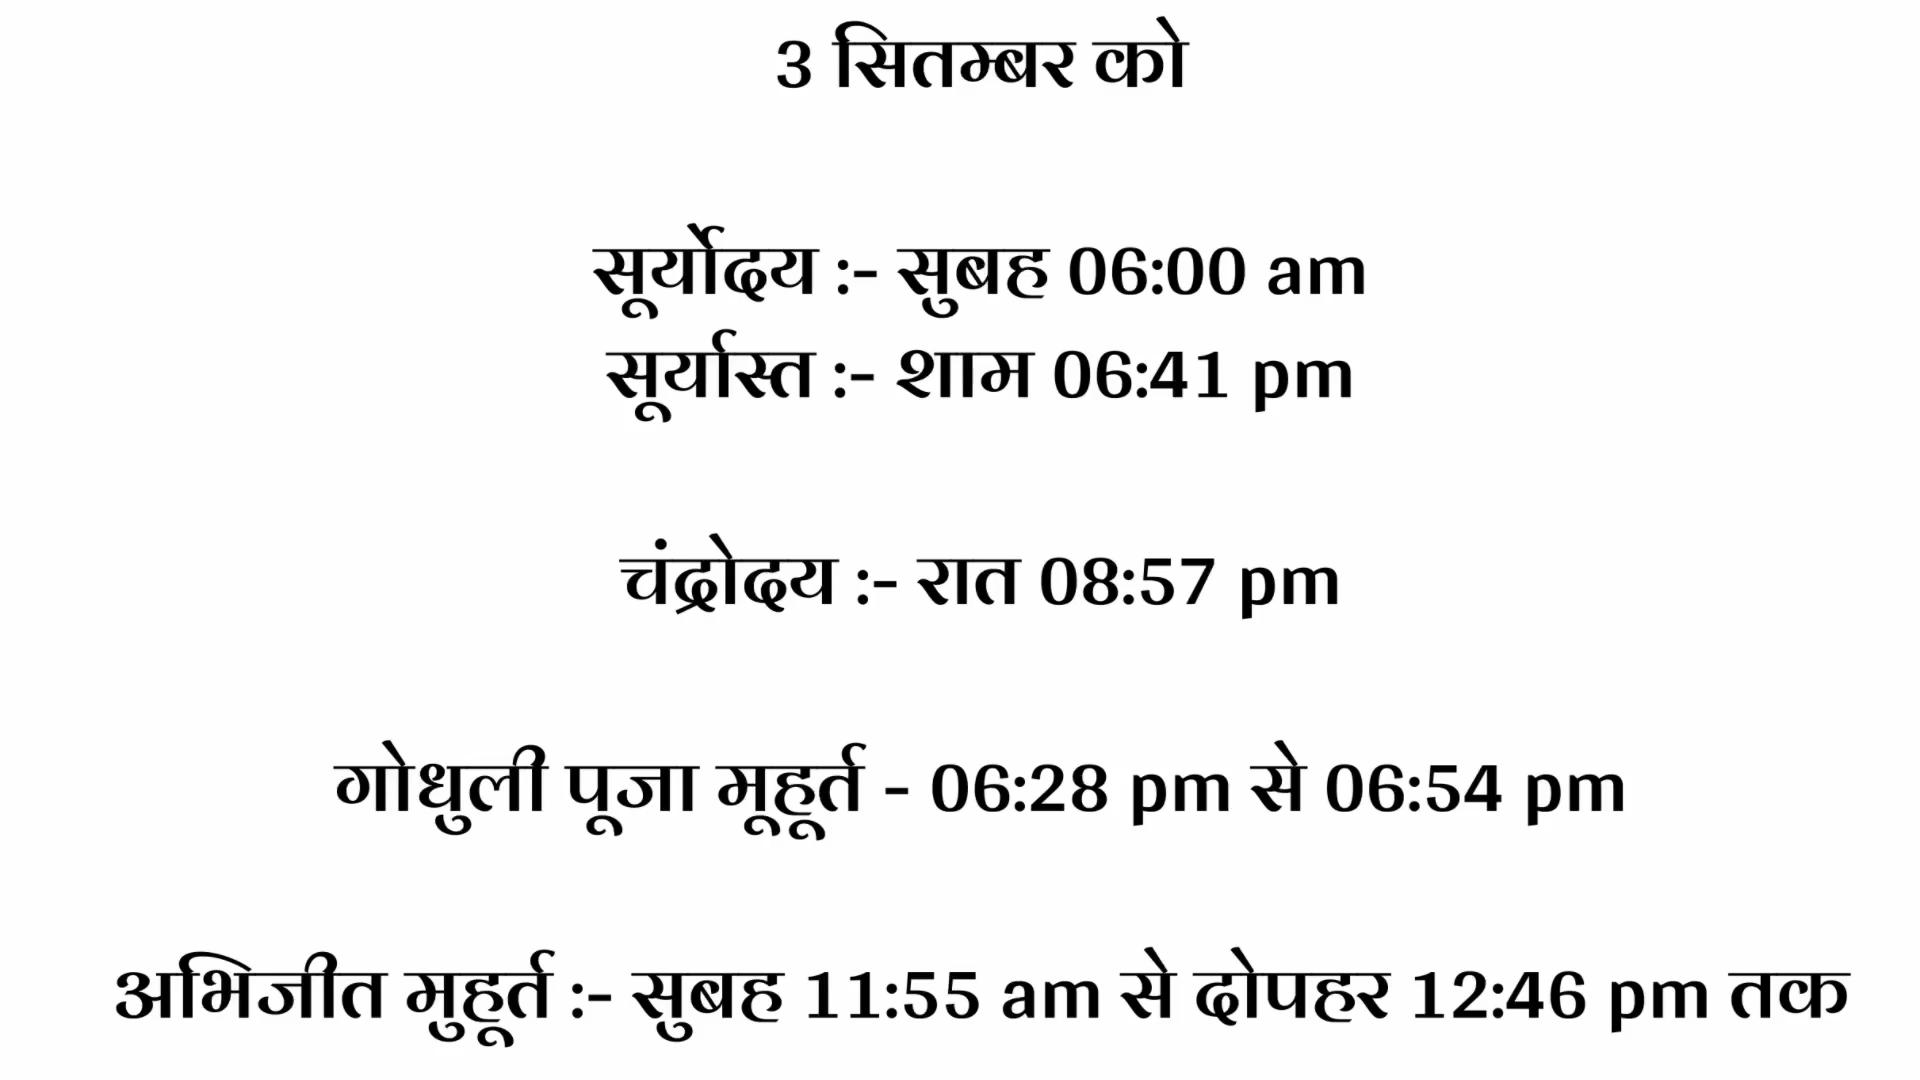 3 सितम्बर को
सूर्योदय :- सुबह 06:00 am
सूर्यास्त :- शाम 06:41 pm
चंद्रोदय :- रात 08:57 pm
गोधुली पूजा मूहूर्त - 06:28 pm से 06:54 pm
अभिजीत मुहूर्त :- सुबह 11:55 am से दोपहर 12:46 pm तक